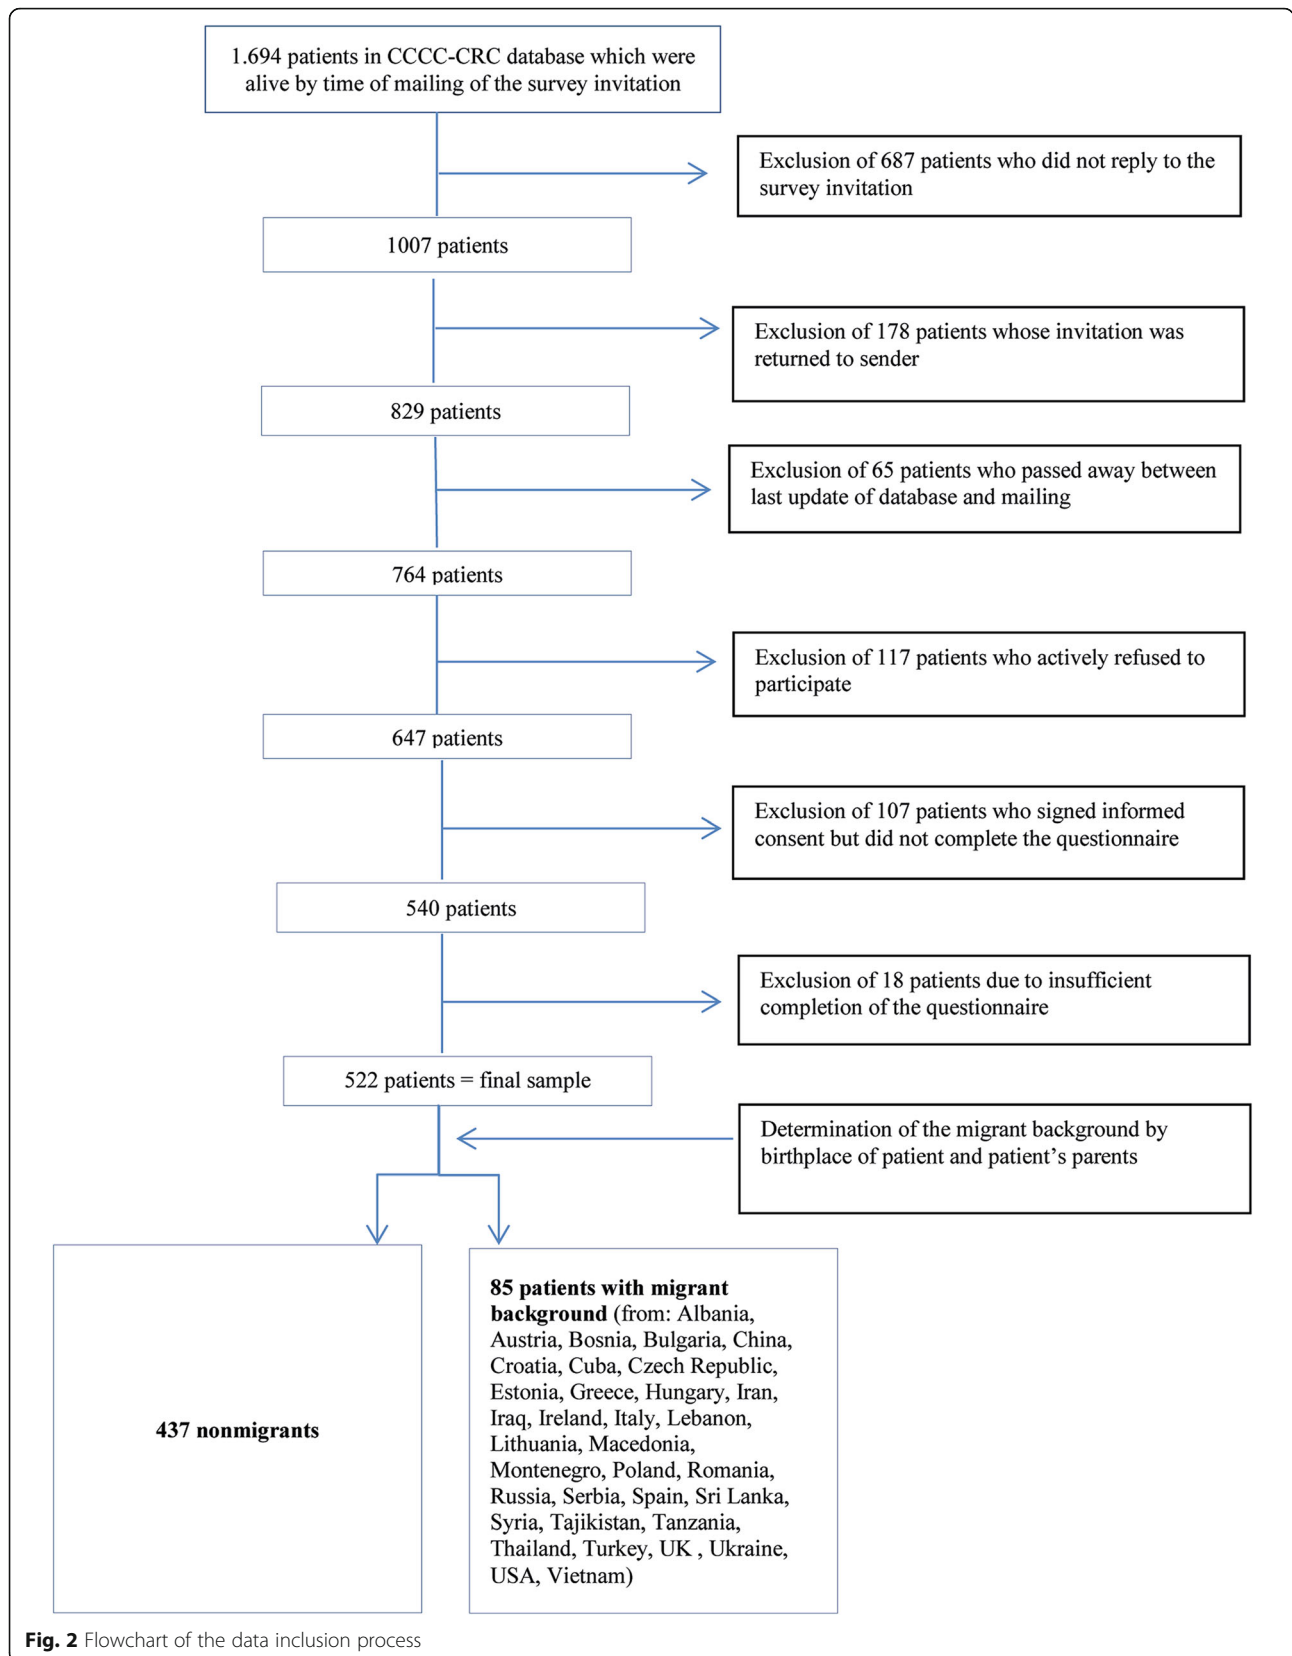 1.694 patients in CCCC-CRC database which were
alive by time of mailing of the survey invitation
Exclusion of 687 patients who did not reply to the
survey invitation
1007 patients
Exclusion of 178 patients whose invitation was
returned to sender
829 patients
Exclusion of 65 patients who passed away between
last update of database and mailing
764 patients
Exclusion of 117 patients who actively refused to
participate
647 patients
Exclusion of 107 patients who signed informed
consent but did not complete the questionnaire
540 patients
Exclusion of 18 patients due to insufficient
completion of the questionnaire
522 patients = final sample
Determination of the migrant background by
birthplace of patient and patient’s parents
437 nonmigrants
85 patients with migrant
background (from: Albania,
Austria, Bosnia, Bulgaria, China,
Croatia, Cuba, Czech Republic,
Estonia, Greece, Hungary, Iran,
Iraq, Ireland, Italy, Lebanon,
Lithuania, Macedonia,
Montenegro, Poland, Romania,
Russia, Serbia, Spain, Sri Lanka,
Syria, Tajikistan, Tanzania,
Thailand, Turkey, UK , Ukraine,
USA, Vietnam)
Fig. 2 Flowchart of the data inclusion process